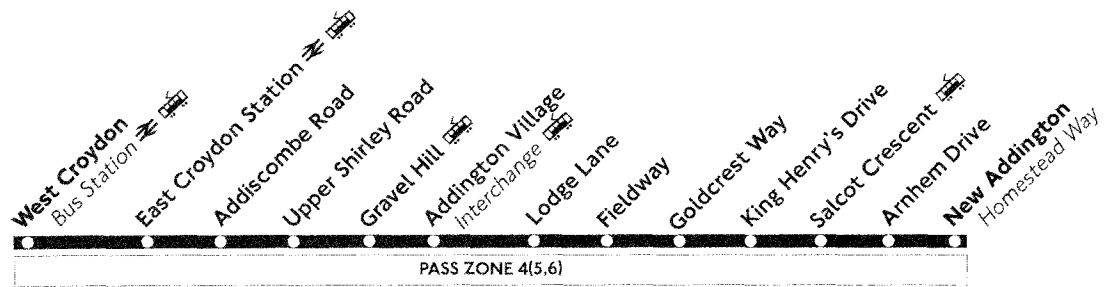 West Croydon
Bus Station
East Croydon Station
Addiscombe Road
Upper Shirley Road
Gravel Hill
Addington Village
Interchange
Lodge Lane
Fieldway
Goldcrest Way
King Henry's Drive
Salcot Crescent
Arnhem Drive
New Addington
Homestead Way
PASS ZONE 4(5,6)